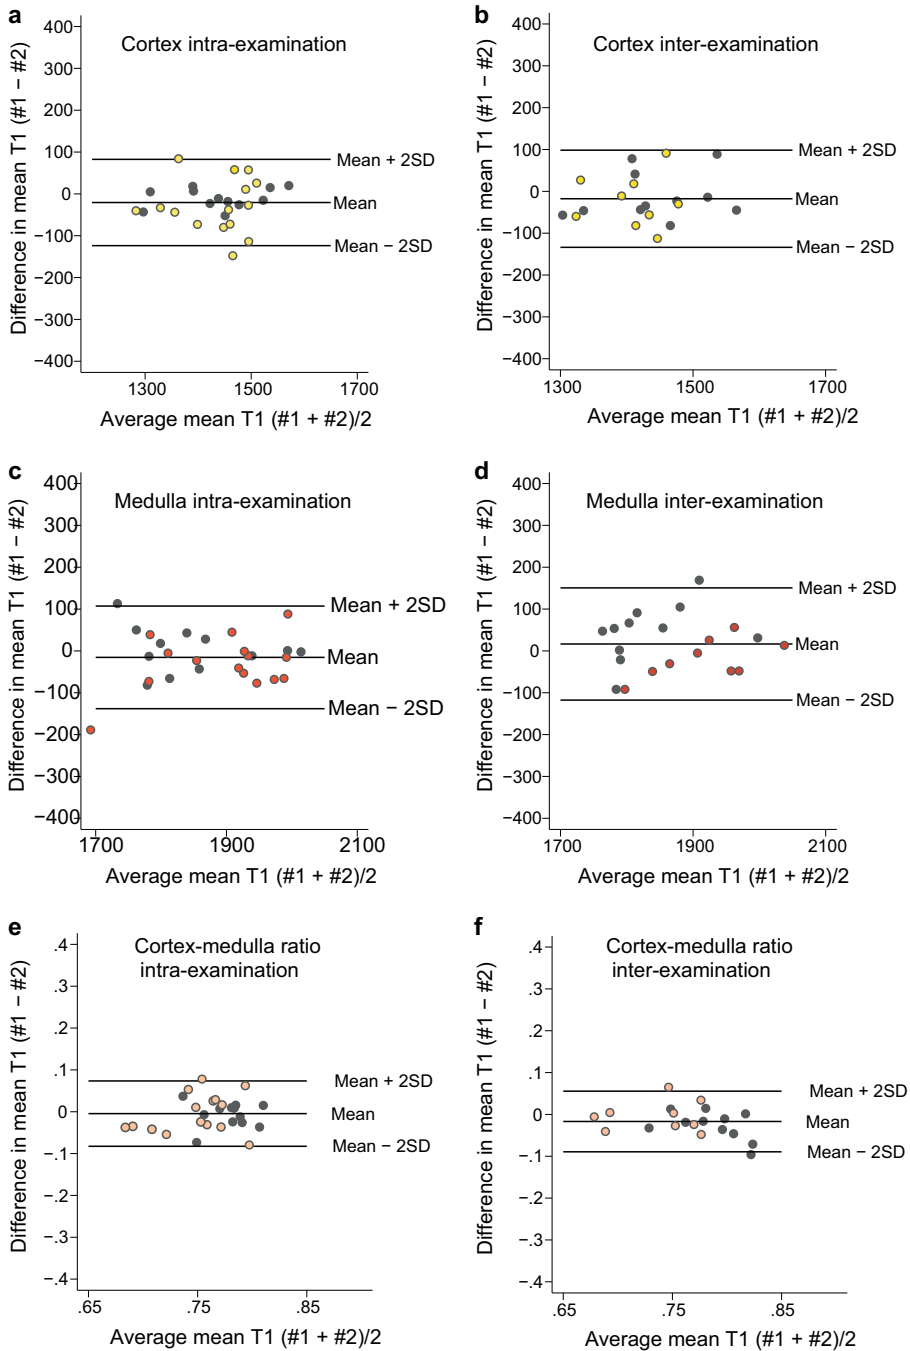 a
Cortex intra-examination
Difference in mean T1 (#1 − #2)
400
300
200
100
0
−100
−200
−300
−400
Mean + 2SD
Mean
Mean − 2SD
1300 1500 1700
Average mean T1 (#1 + #2)/2
b
Cortex inter-examination
Difference in mean T1 (#1 − #2)
400
300
200
100
0
−100
−200
−300
−400
Mean + 2SD
Mean
Mean − 2SD
1300 1500 1700
Average mean T1 (#1 + #2)/2
c
Medulla intra-examination
Difference in mean T1 (#1 − #2)
400
300
200
100
0
−100
−200
−300
−400
Mean + 2SD
Mean
Mean − 2SD
1700 1900 2100
Average mean T1 (#1 + #2)/2
d
Medulla inter-examination
Difference in mean T1 (#1 − #2)
400
300
200
100
0
−100
−200
−300
−400
Mean + 2SD
Mean
Mean − 2SD
1700 1900 2100
Average mean T1 (#1 + #2)/2
e
Cortex-medulla ratio
intra-examination
Difference in mean T1 (#1 − #2)
.4
.3
.2
.1
0
−.1
−.2
−.3
−.4
Mean + 2SD
Mean
Mean − 2SD
.65 .75 .85
Average mean T1 (#1 + #2)/2
f
Cortex-medulla ratio
inter-examination
Difference in mean T1 (#1 − #2)
.4
.3
.2
.1
0
−.1
−.2
−.3
−.4
Mean + 2SD
Mean
Mean − 2SD
.65 .75 .85
Average mean T1 (#1 + #2)/2